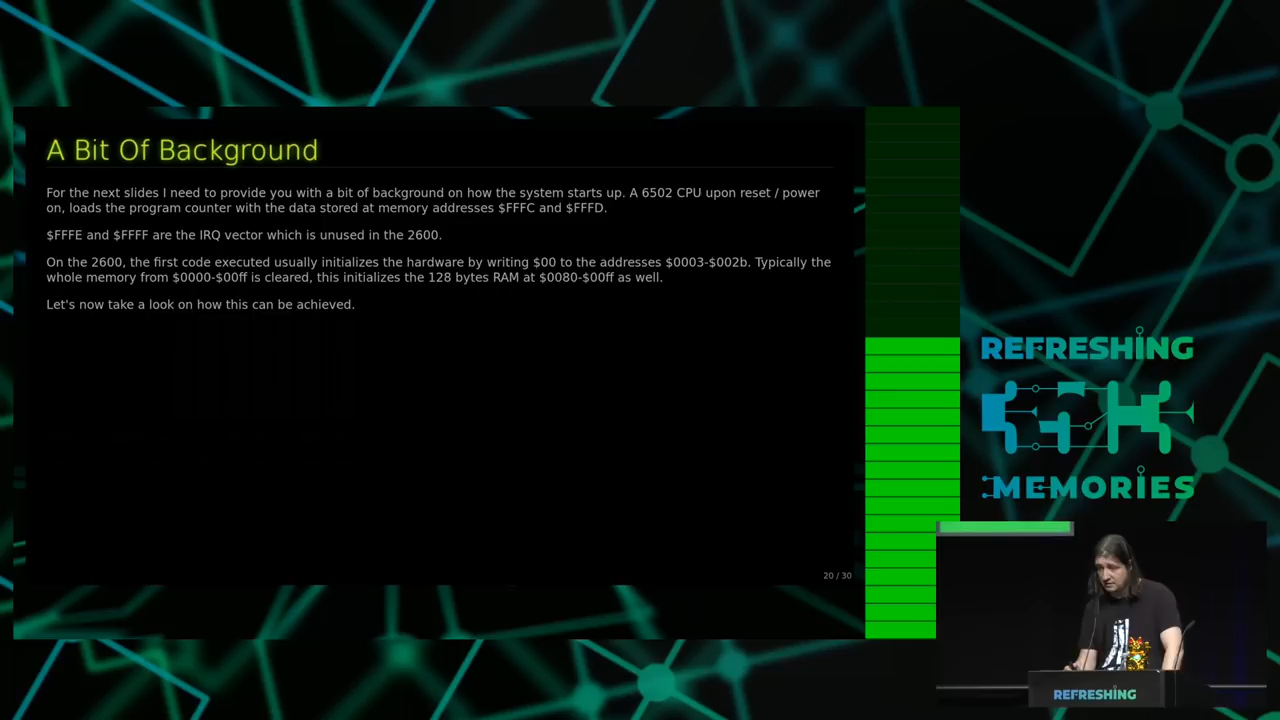 A Bit Of Background
For the next slides I need to provide you with a bit of background on how the system starts up. A 6502 CPU upon reset / power
on, loads the program counter with the data stored at memory addresses $FFFC and $FFFD.
$FFFE and $FFFF are the IRQ vector which is unused in the 2600.
On the 2600, the first code executed usually initializes the hardware by writing $00 to the addresses $0003-$002b. Typically the
whole memory from $0000-$00ff is cleared, this initializes the 128 bytes RAM at $0080-$00ff as well.
Let's now take a look on how this can be achieved.
20 / 30
REFRESHING
MEMORIES
REFRESHING